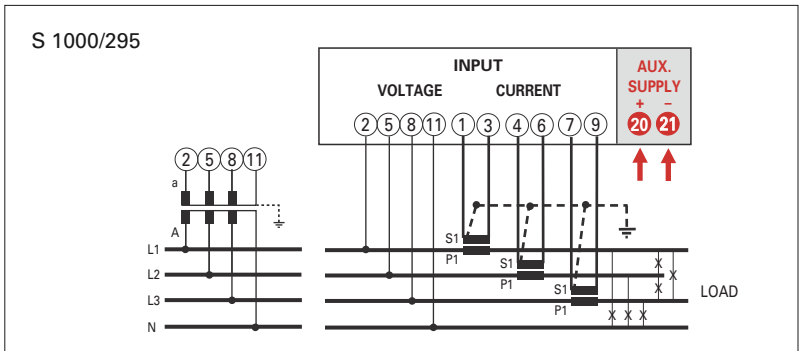 S 1000/295
INPUT
VOLTAGE CURRENT
AUX.
SUPPLY
+ −
2 5 8 11 1 3 4 6 7 9 20 21
2 5 8 11
a
A
S1
P1
S1
P1
S1
P1
L1
L2
L3
N
X
X
X
X X X
LOAD